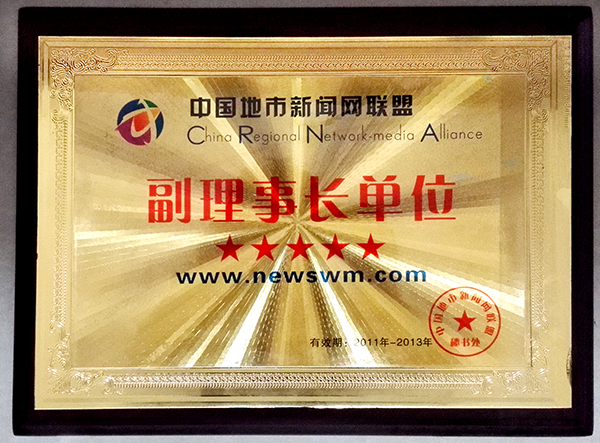 中国地市新闻网联盟
China Regional Network-media Alliance
副理事长单位
★★★★★
www.newswm.com
有效期：2011年-2013年
中国地市新闻网联盟
★
秘书处